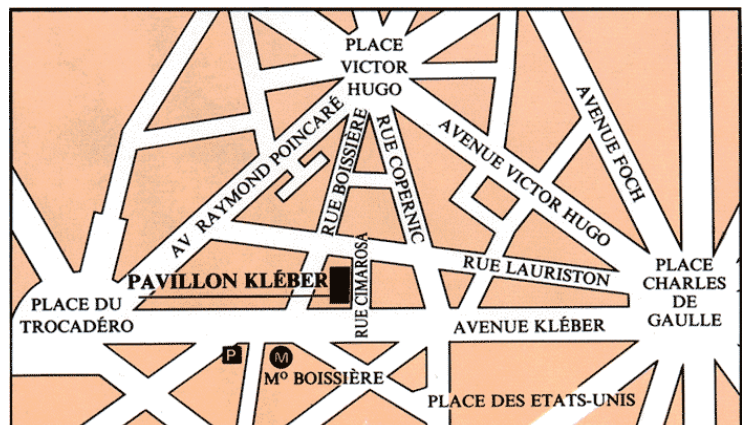 PLACE
VICTOR
HUGO
AV RAYMOND POINCARÉ
RUE BOISSIÈRE
RUE COPERNIC
AVENUE VICTOR HUGO
AVENUE FOCH
PAVILLON KLÉBER
RUE CIMAROSA
RUE LAURISTON
PLACE
CHARLES
DE
GAULLE
PLACE DU
TROCADÉRO
AVENUE KLÉBER
P
M
Mº BOISSIÈRE
PLACE DES ETATS-UNIS